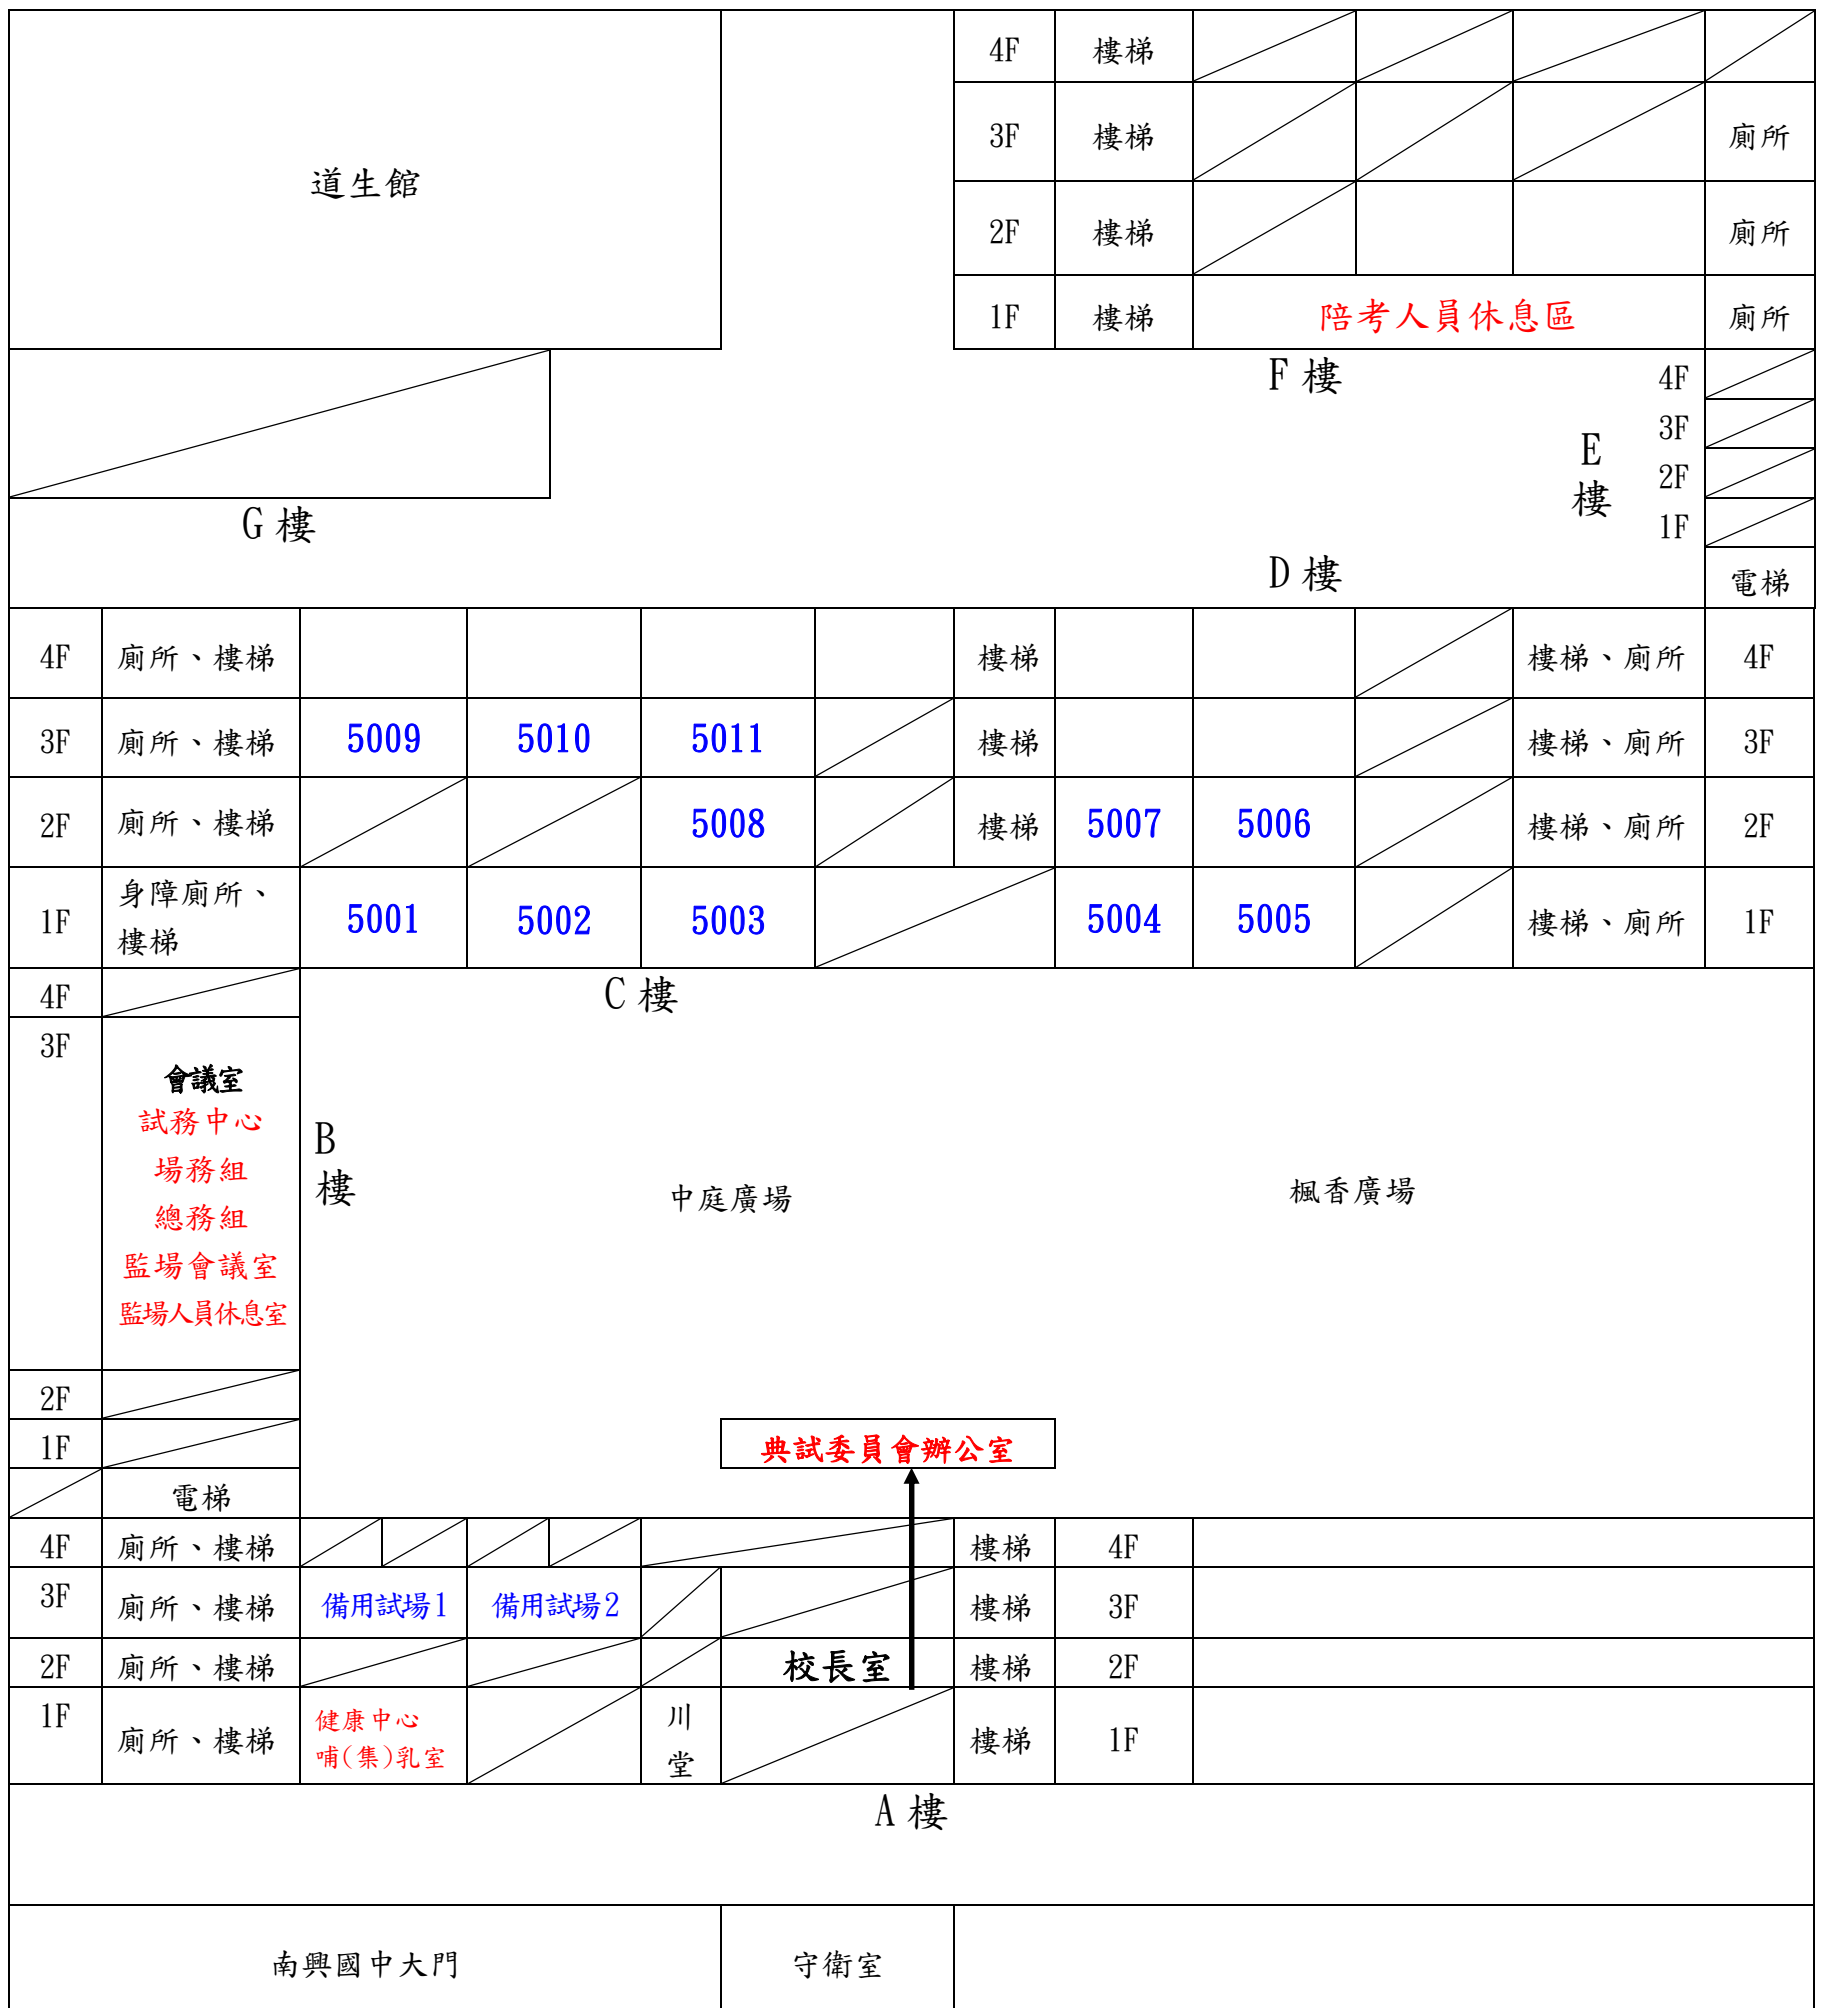 4F 樓梯
道生館
3F 樓梯 廁所
2F 樓梯 廁所
1F 樓梯 陪考人員休息區 廁所
F樓
4F
3F
2F
1F
E
樓
G樓
D樓
電梯
4F 廁所、樓梯 樓梯 樓梯、廁所 4F
3F 廁所、樓梯 5009 5010 5011 樓梯 樓梯、廁所 3F
2F 廁所、樓梯 5008 樓梯 5007 5006 樓梯、廁所 2F
1F 身障廁所、
樓梯 5001 5002 5003 5004 5005 樓梯、廁所 1F
C樓
4F
3F
會議室
試務中心
場務組
總務組
監場會議室
監場人員休息室
B
樓
中庭廣場
楓香廣場
2F
1F
典試委員會辦公室
電梯
4F 廁所、樓梯 樓梯 4F
3F 廁所、樓梯 備用試場1 備用試場2 樓梯 3F
2F 廁所、樓梯 校長室 樓梯 2F
1F 廁所、樓梯
健康中心
哺(集)乳室
川
堂
樓梯 1F
A樓
南興國中大門 守衛室